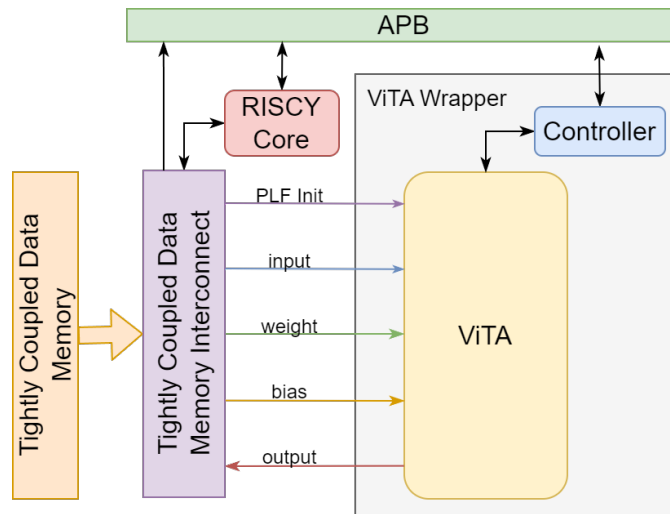 APB
RISCY
Core
ViTA Wrapper
Controller
Tightly Coupled Data
Memory
Tightly Coupled Data
Memory Interconnect
PLF Init
input
weight
bias
output
ViTA